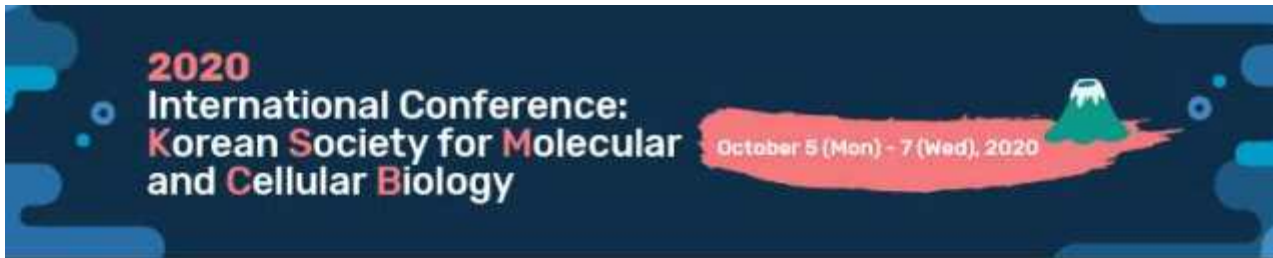 2020
International Conference:
Korean Society for Molecular
and Cellular Biology
October 5 (Mon) - 7 (Wed), 2020